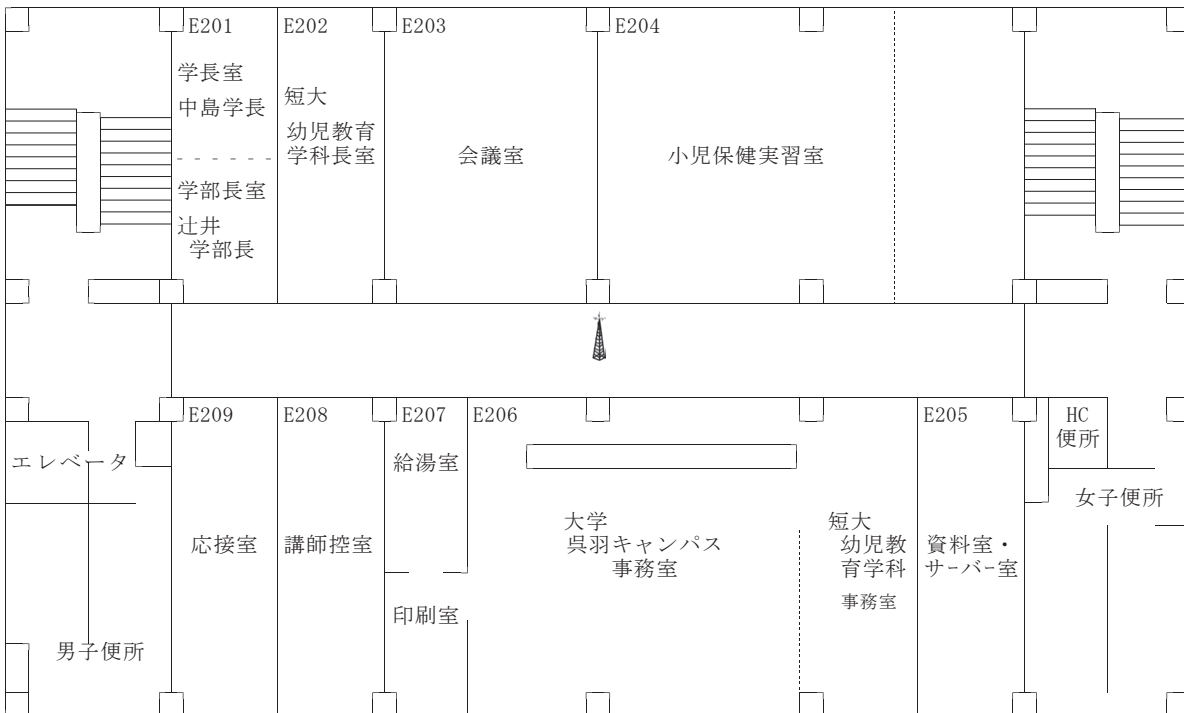 E201
学長室
中島学長
学部長室
辻井
学部長
E202
短大
幼児教育
学科長室
E203
会議室
E204
小児保健実習室
E209
応接室
E208
講師控室
E207
給湯室
印刷室
E206
大学
呉羽キャンパス
事務室
短大
幼児教
育学科
事務室
E205
資料室・
サーバー室
エレベータ
男子便所
HC
便所
女子便所